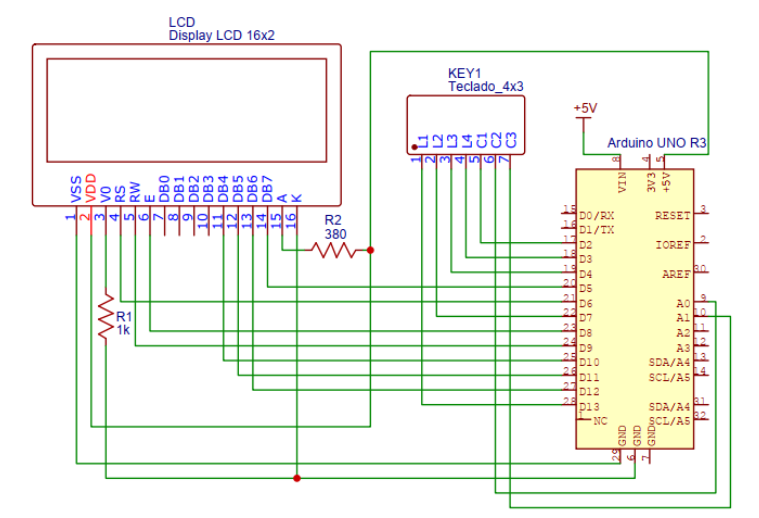 LCD
Display LCD 16x2
VSS
VDD
V0
RS
RW
E
DB0
DB1
DB2
DB3
DB4
DB5
DB6
DB7
A
K
1
2
3
4
5
6
7
8
9
10
11
12
13
14
15
16
R2
380
R1
1k
KEY1
Teclado_4x3
L1
L2
L3
L4
C1
C2
C3
1
2
3
4
5
6
7
+5V
Arduino UNO R3
8
4
5
VIN
3V3
+5V
15 D0/RX RESET 3
16 D1/TX
17 D2 IOREF 2
18 D3
19 D4 AREF 30
20 D5
21 D6 A0 9
22 D7 A1 10
23 D8 A2 11
24 D9 A3 12
25 D10 SDA/A4 13
26 D11 SCL/A5 14
27 D12
28 D13 SDA/A4 31
1 NC SCL/A5 32
GND
GND
GND
29
6
7